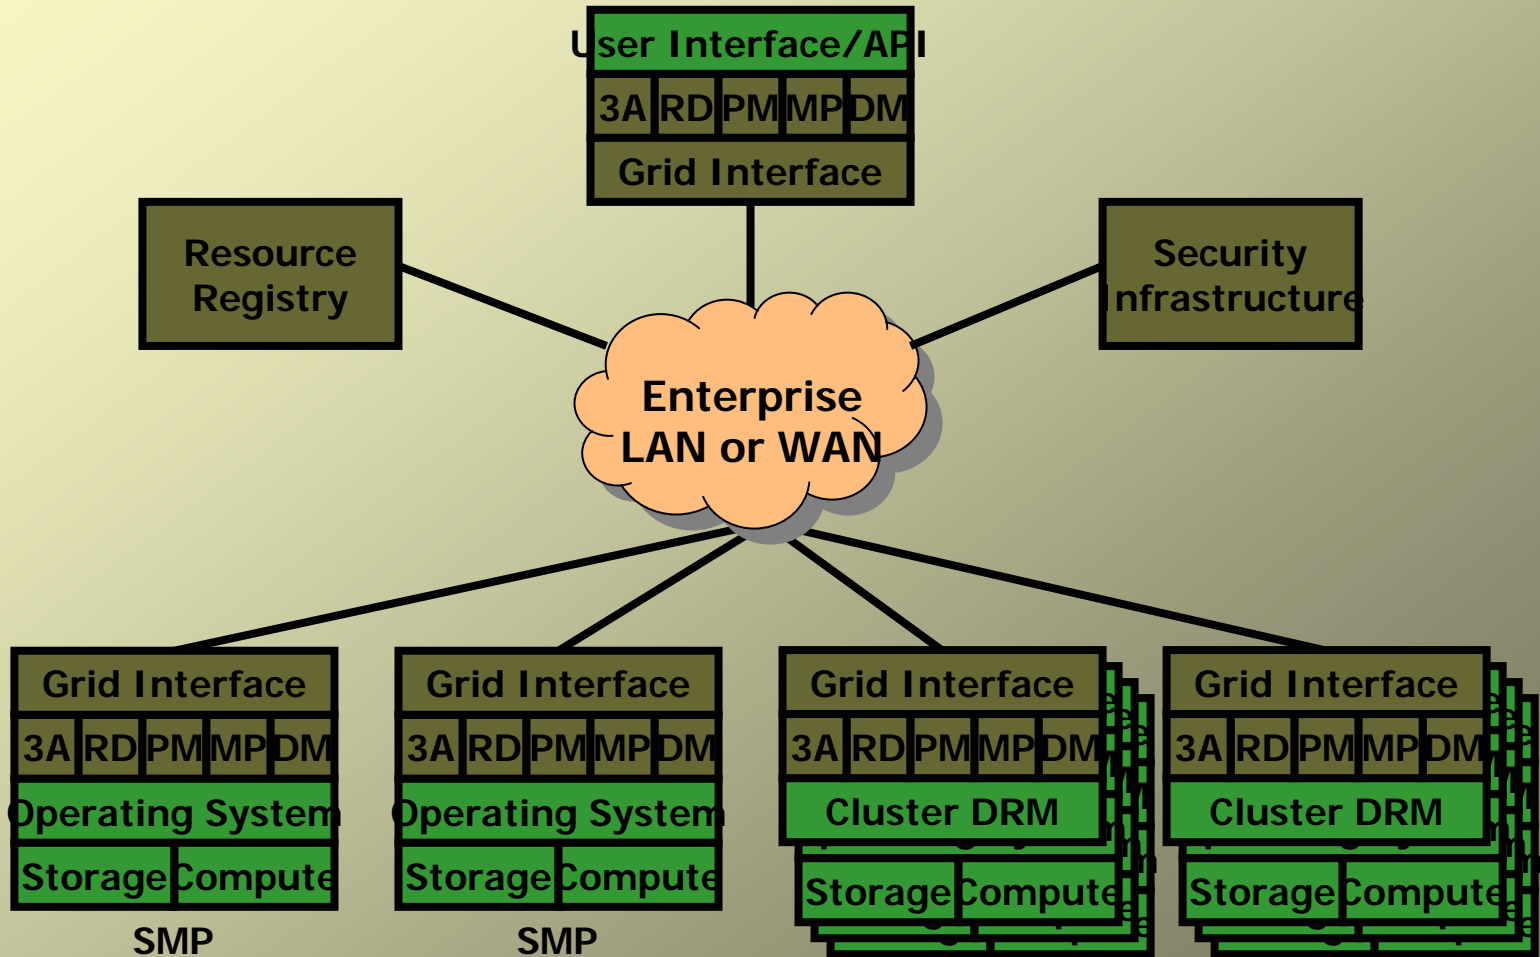 User Interface/API
3A RD PM MP DM
Grid Interface
Resource
Registry
Security
Infrastructure
Enterprise
LAN or WAN
Grid Interface
3A RD PM MP DM
Operating System
Storage Compute
SMP
Grid Interface
3A RD PM MP DM
Operating System
Storage Compute
SMP
Grid Interface
3A RD PM MP DM
Cluster DRM
Storage Compute
Grid Interface
3A RD PM MP DM
Cluster DRM
Storage Compute